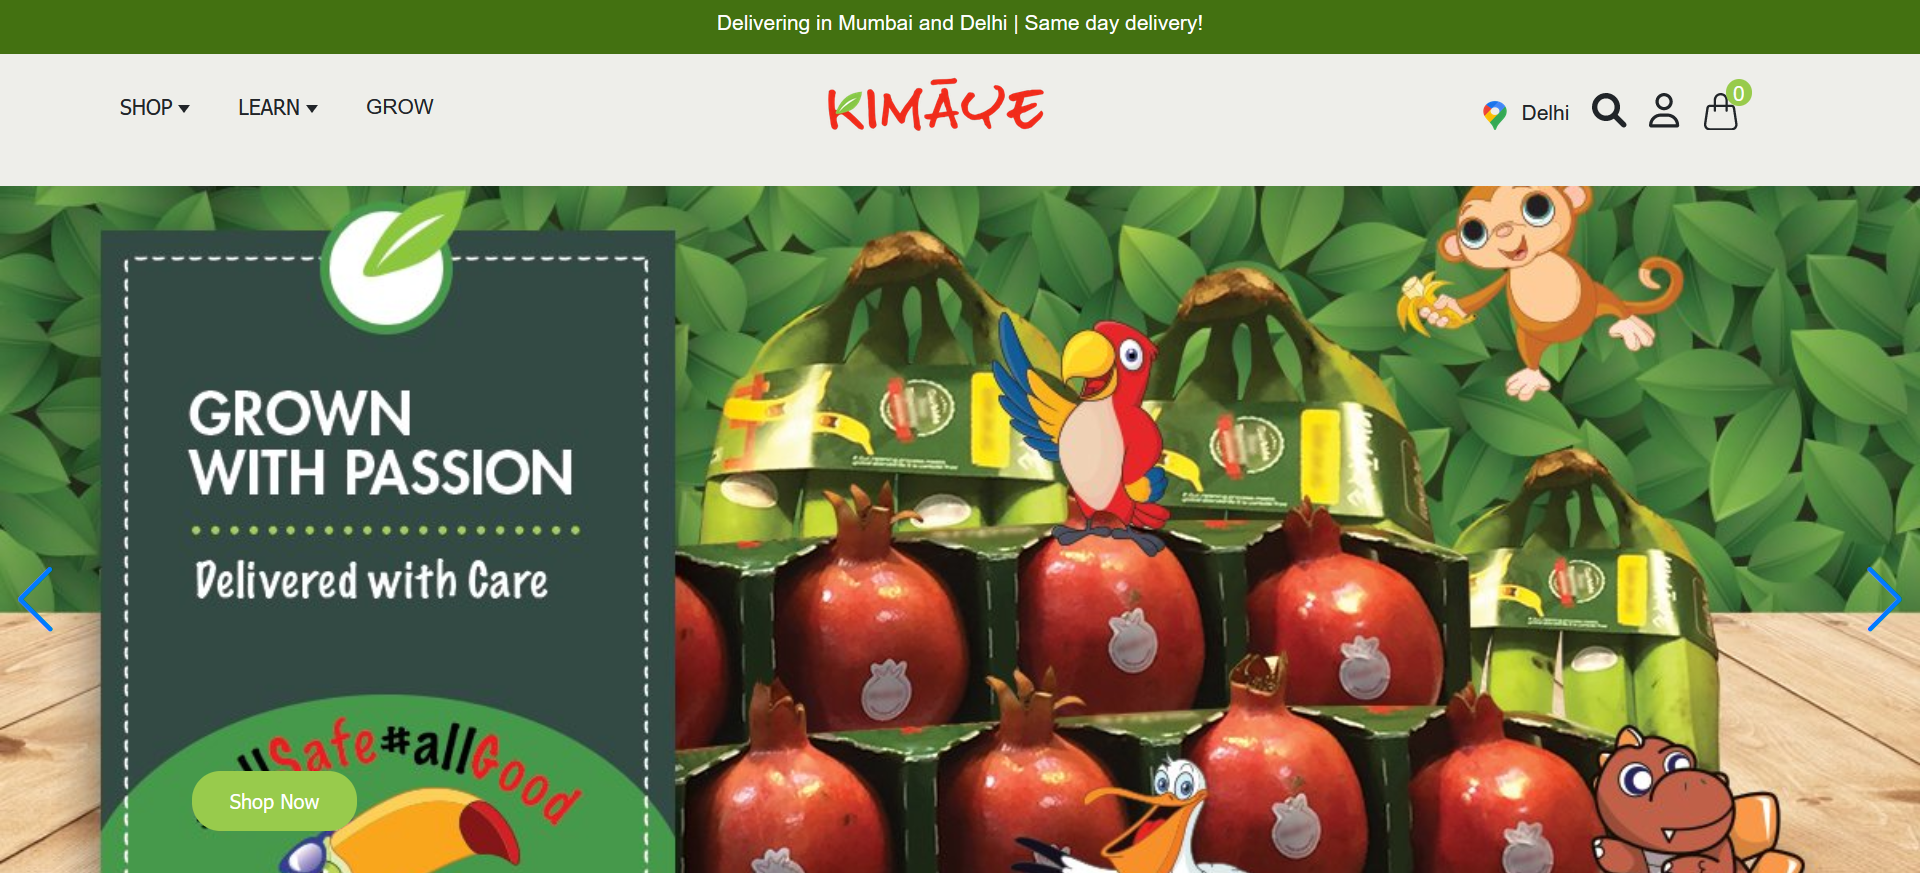 Delivering in Mumbai and Delhi | Same day delivery!
SHOP
LEARN
GROW
KIMĀYE
Delhi
0
GROWN
WITH PASSION
Delivered with Care
Safe#allGood
Shop Now